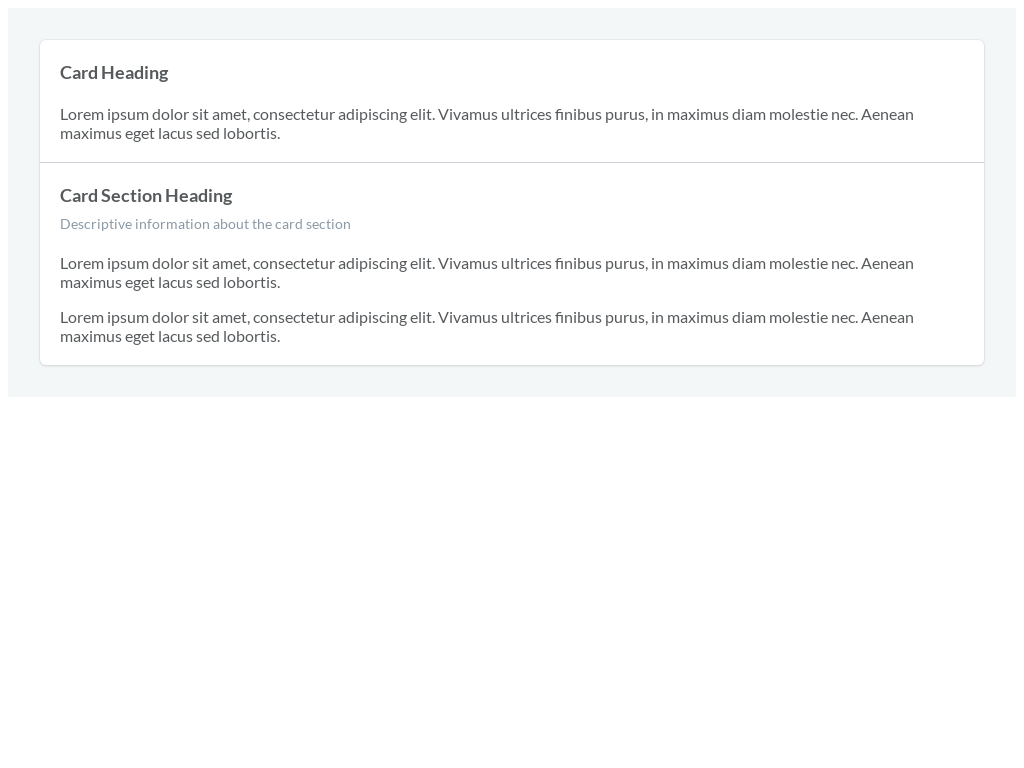 Card Heading
Lorem ipsum dolor sit amet, consectetur adipiscing elit. Vivamus ultrices finibus purus, in maximus diam molestie nec. Aenean
maximus eget lacus sed lobortis.
Card Section Heading
Descriptive information about the card section
Lorem ipsum dolor sit amet, consectetur adipiscing elit. Vivamus ultrices finibus purus, in maximus diam molestie nec. Aenean
maximus eget lacus sed lobortis.
Lorem ipsum dolor sit amet, consectetur adipiscing elit. Vivamus ultrices finibus purus, in maximus diam molestie nec. Aenean
maximus eget lacus sed lobortis.